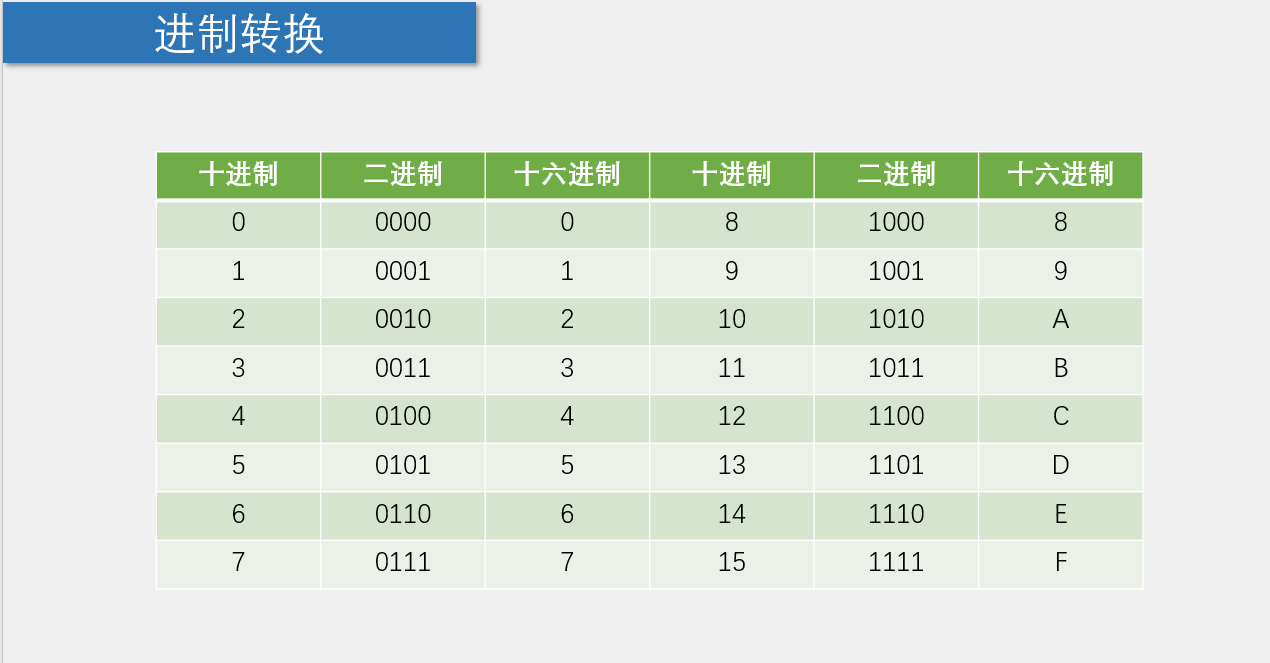 进制转换
十进制 二进制 十六进制 十进制 二进制 十六进制
0 0000 0 8 1000 8
1 0001 1 9 1001 9
2 0010 2 10 1010 A
3 0011 3 11 1011 B
4 0100 4 12 1100 C
5 0101 5 13 1101 D
6 0110 6 14 1110 E
7 0111 7 15 1111 F